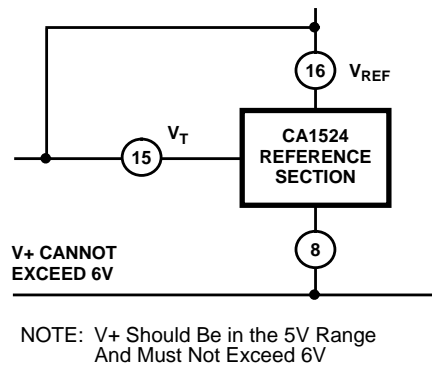 16
VREF
VT
15
CA1524
REFERENCE
SECTION
8
V+ CANNOT
EXCEED 6V
NOTE: V+ Should Be in the 5V Range
And Must Not Exceed 6V